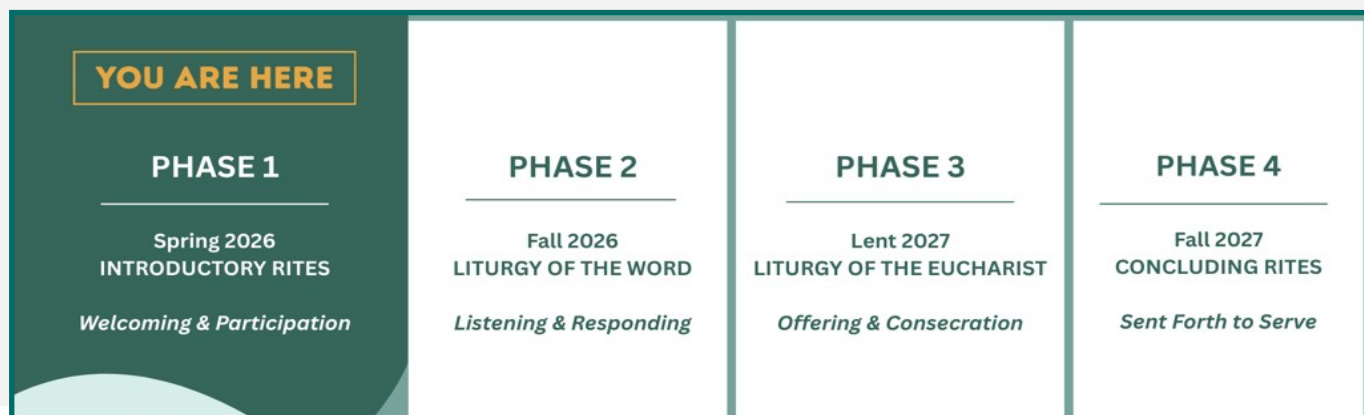 YOU ARE HERE
PHASE 1
Spring 2026
INTRODUCTORY RITES
Welcoming & Participation
PHASE 2
Fall 2026
LITURGY OF THE WORD
Listening & Responding
PHASE 3
Lent 2027
LITURGY OF THE EUCHARIST
Offering & Consecration
PHASE 4
Fall 2027
CONCLUDING RITES
Sent Forth to Serve